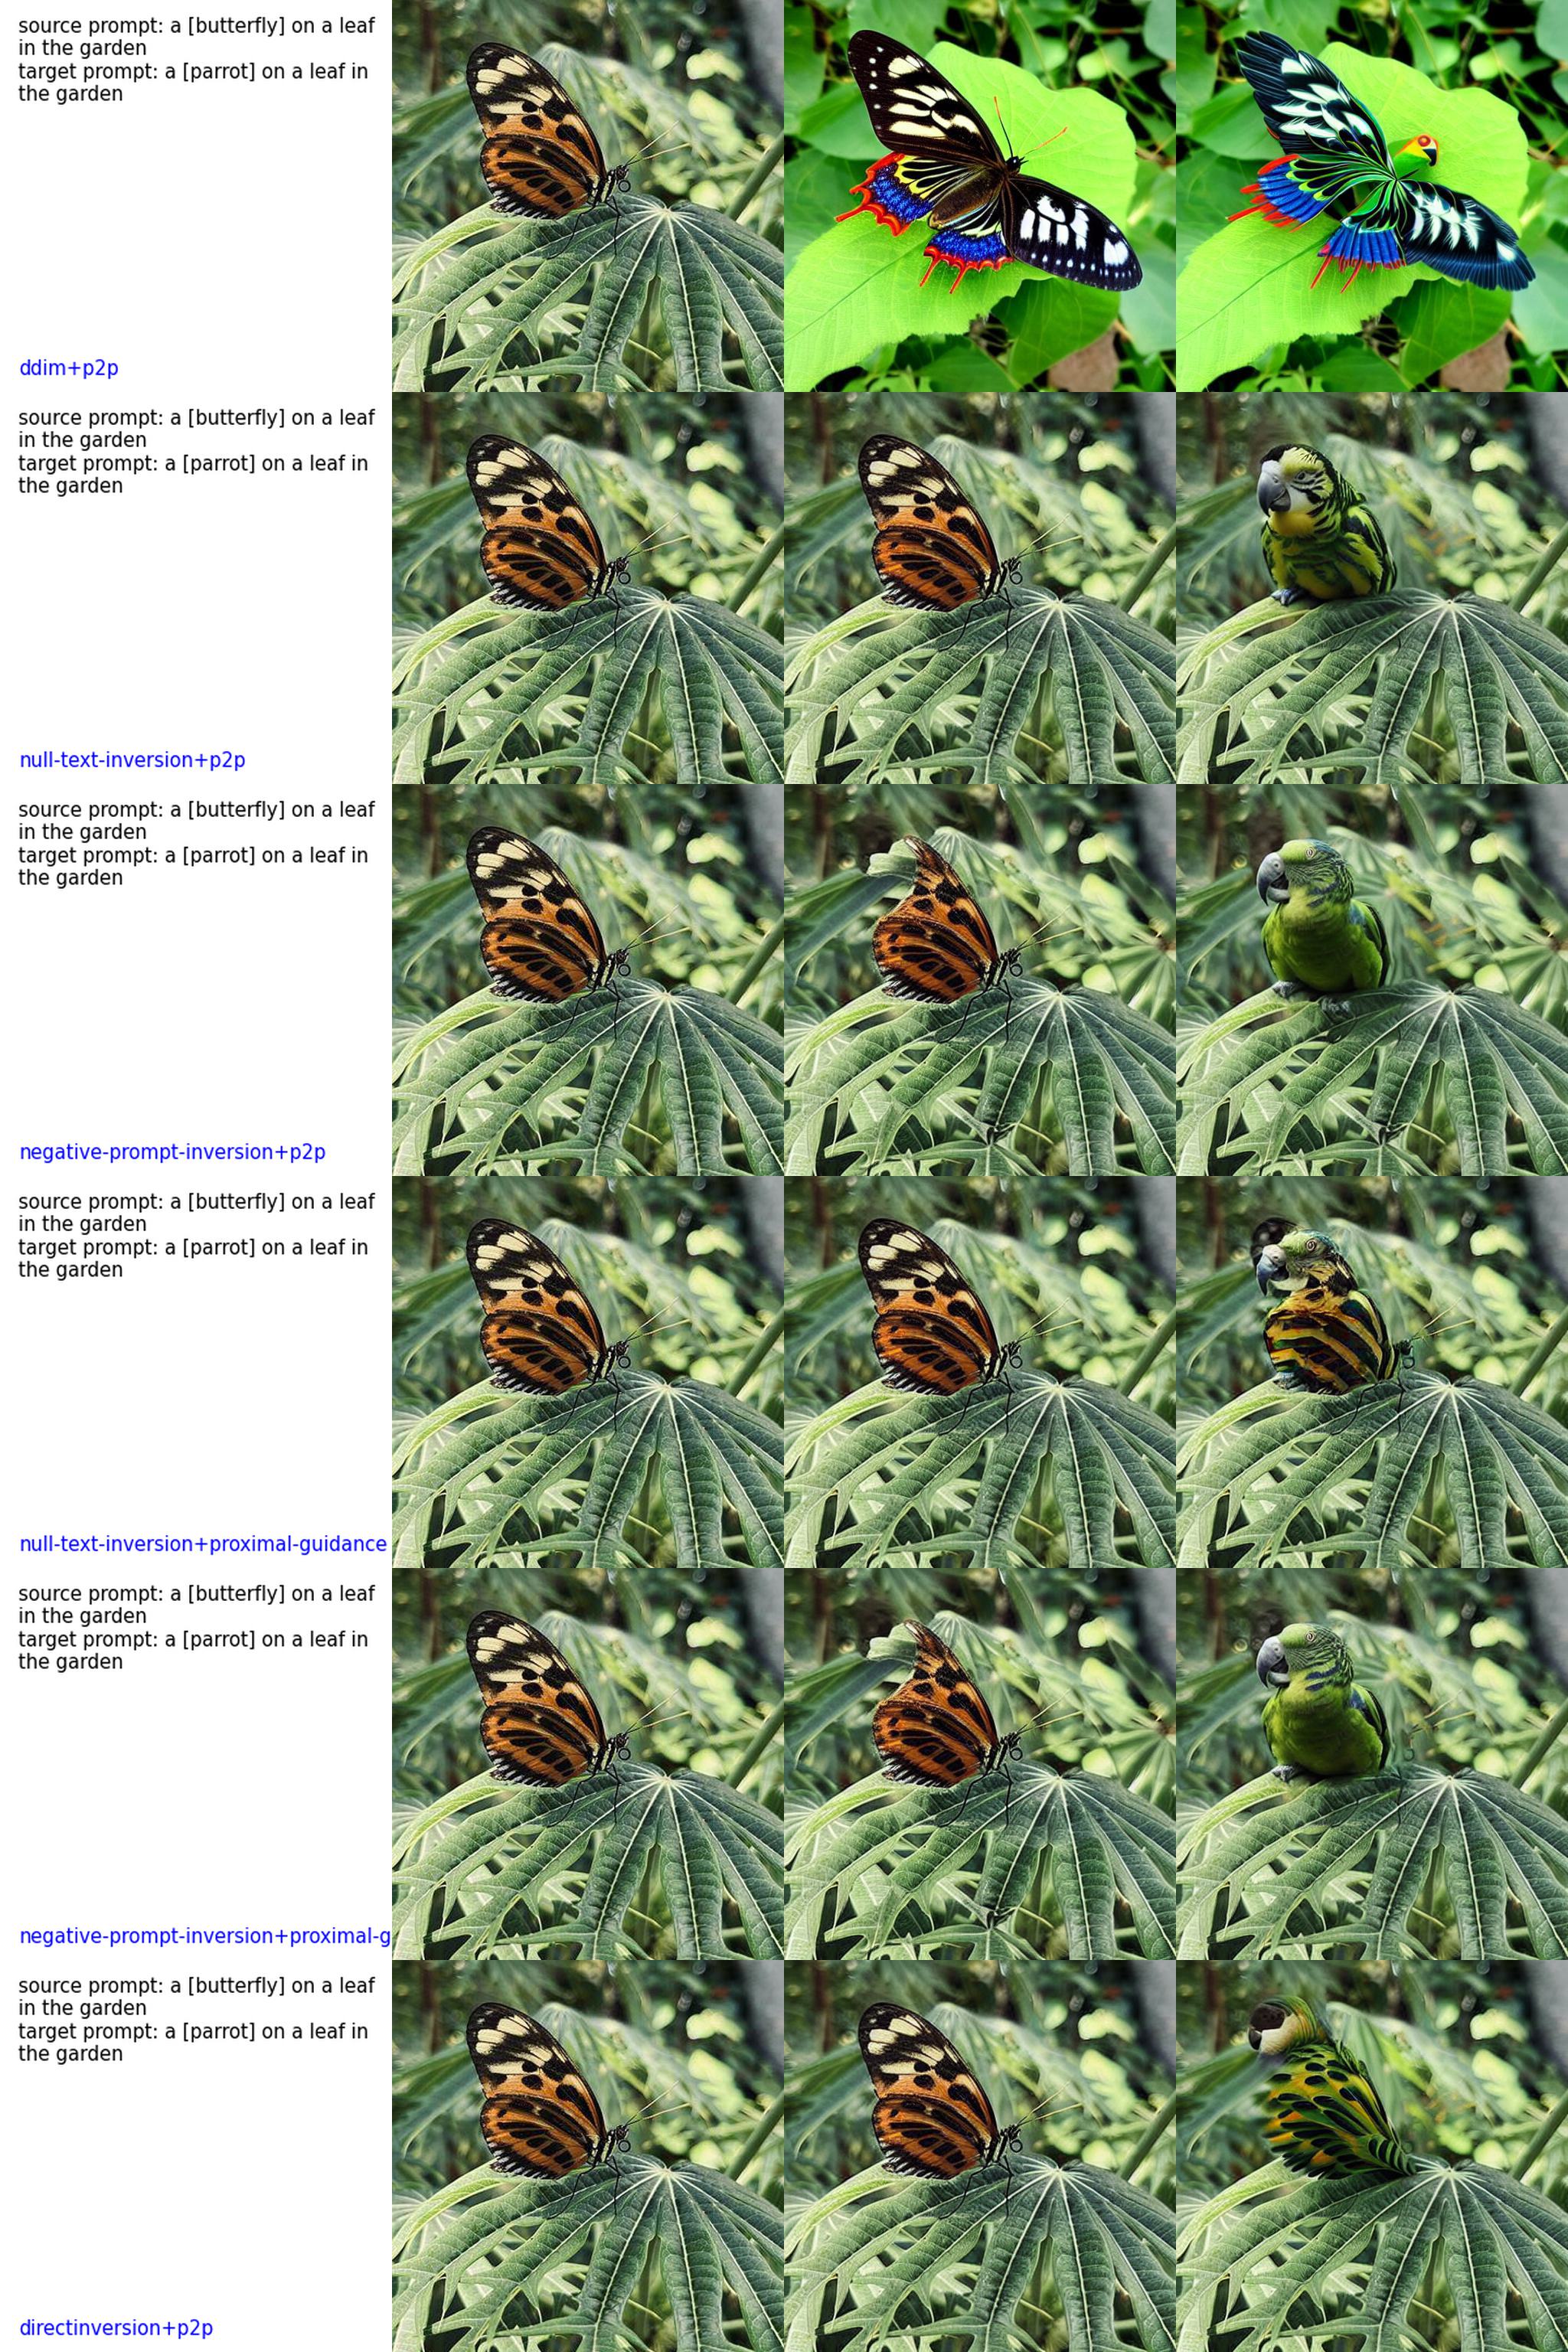 source prompt: a [butterfly] on a leaf
in the garden
target prompt: a [parrot] on a leaf in
the garden
ddim+p2p
source prompt: a [butterfly] on a leaf
in the garden
target prompt: a [parrot] on a leaf in
the garden
null-text-inversion+p2p
source prompt: a [butterfly] on a leaf
in the garden
target prompt: a [parrot] on a leaf in
the garden
negative-prompt-inversion+p2p
source prompt: a [butterfly] on a leaf
in the garden
target prompt: a [parrot] on a leaf in
the garden
null-text-inversion+proximal-guidance
source prompt: a [butterfly] on a leaf
in the garden
target prompt: a [parrot] on a leaf in
the garden
negative-prompt-inversion+proximal-g
source prompt: a [butterfly] on a leaf
in the garden
target prompt: a [parrot] on a leaf in
the garden
directinversion+p2p